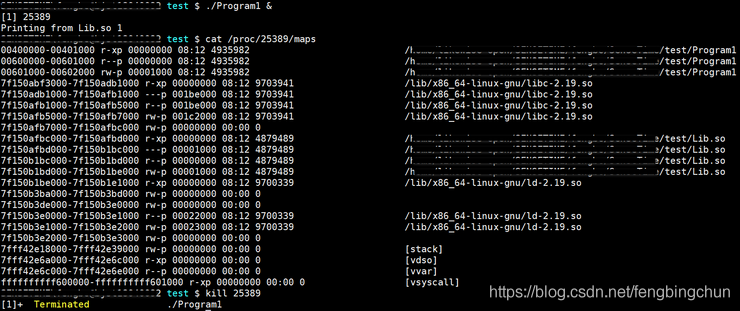 test $ ./Program1 &
[1] 25389
Printing from Lib.so 1
test $ cat /proc/25389/maps
00400000-00401000 r-xp 00000000 08:12 4935982 /test/Program1
00600000-00601000 r--p 00000000 08:12 4935982 /test/Program1
00601000-00602000 rw-p 00001000 08:12 4935982 /test/Program1
7f150abf3000-7f150adb1000 r-xp 00000000 08:12 9703941 /lib/x86_64-linux-gnu/libc-2.19.so
7f150adb1000-7f150afb1000 ---p 001be000 08:12 9703941 /lib/x86_64-linux-gnu/libc-2.19.so
7f150afb1000-7f150afb5000 r--p 001be000 08:12 9703941 /lib/x86_64-linux-gnu/libc-2.19.so
7f150afb5000-7f150afb7000 rw-p 001c2000 08:12 9703941 /lib/x86_64-linux-gnu/libc-2.19.so
7f150afb7000-7f150afbc000 rw-p 00000000 00:00 0
7f150afbc000-7f150afbd000 r-xp 00000000 08:12 4879489 /test/Lib.so
7f150afbd000-7f150b1bc000 ---p 00001000 08:12 4879489 /test/Lib.so
7f150b1bc000-7f150b1bd000 r--p 00000000 08:12 4879489 /test/Lib.so
7f150b1bd000-7f150b1be000 rw-p 00001000 08:12 4879489 /test/Lib.so
7f150b1be000-7f150b1e1000 r-xp 00000000 08:12 9700339 /lib/x86_64-linux-gnu/ld-2.19.so
7f150b3ba000-7f150b3bd000 rw-p 00000000 00:00 0
7f150b3de000-7f150b3e0000 rw-p 00000000 00:00 0
7f150b3e0000-7f150b3e1000 r--p 00022000 08:12 9700339 /lib/x86_64-linux-gnu/ld-2.19.so
7f150b3e1000-7f150b3e2000 rw-p 00023000 08:12 9700339 /lib/x86_64-linux-gnu/ld-2.19.so
7f150b3e2000-7f150b3e3000 rw-p 00000000 00:00 0
7fff42e18000-7fff42e39000 rw-p 00000000 00:00 0 [stack]
7fff42e6a000-7fff42e6c000 r-xp 00000000 00:00 0 [vdso]
7fff42e6c000-7fff42e6e000 r--p 00000000 00:00 0 [vvar]
ffffffffff600000-ffffffffff601000 r-xp 00000000 00:00 0 [vsyscall]
test $ kill 25389
[1]+ Terminated ./Program1
https://blog.csdn.net/fengbingchun